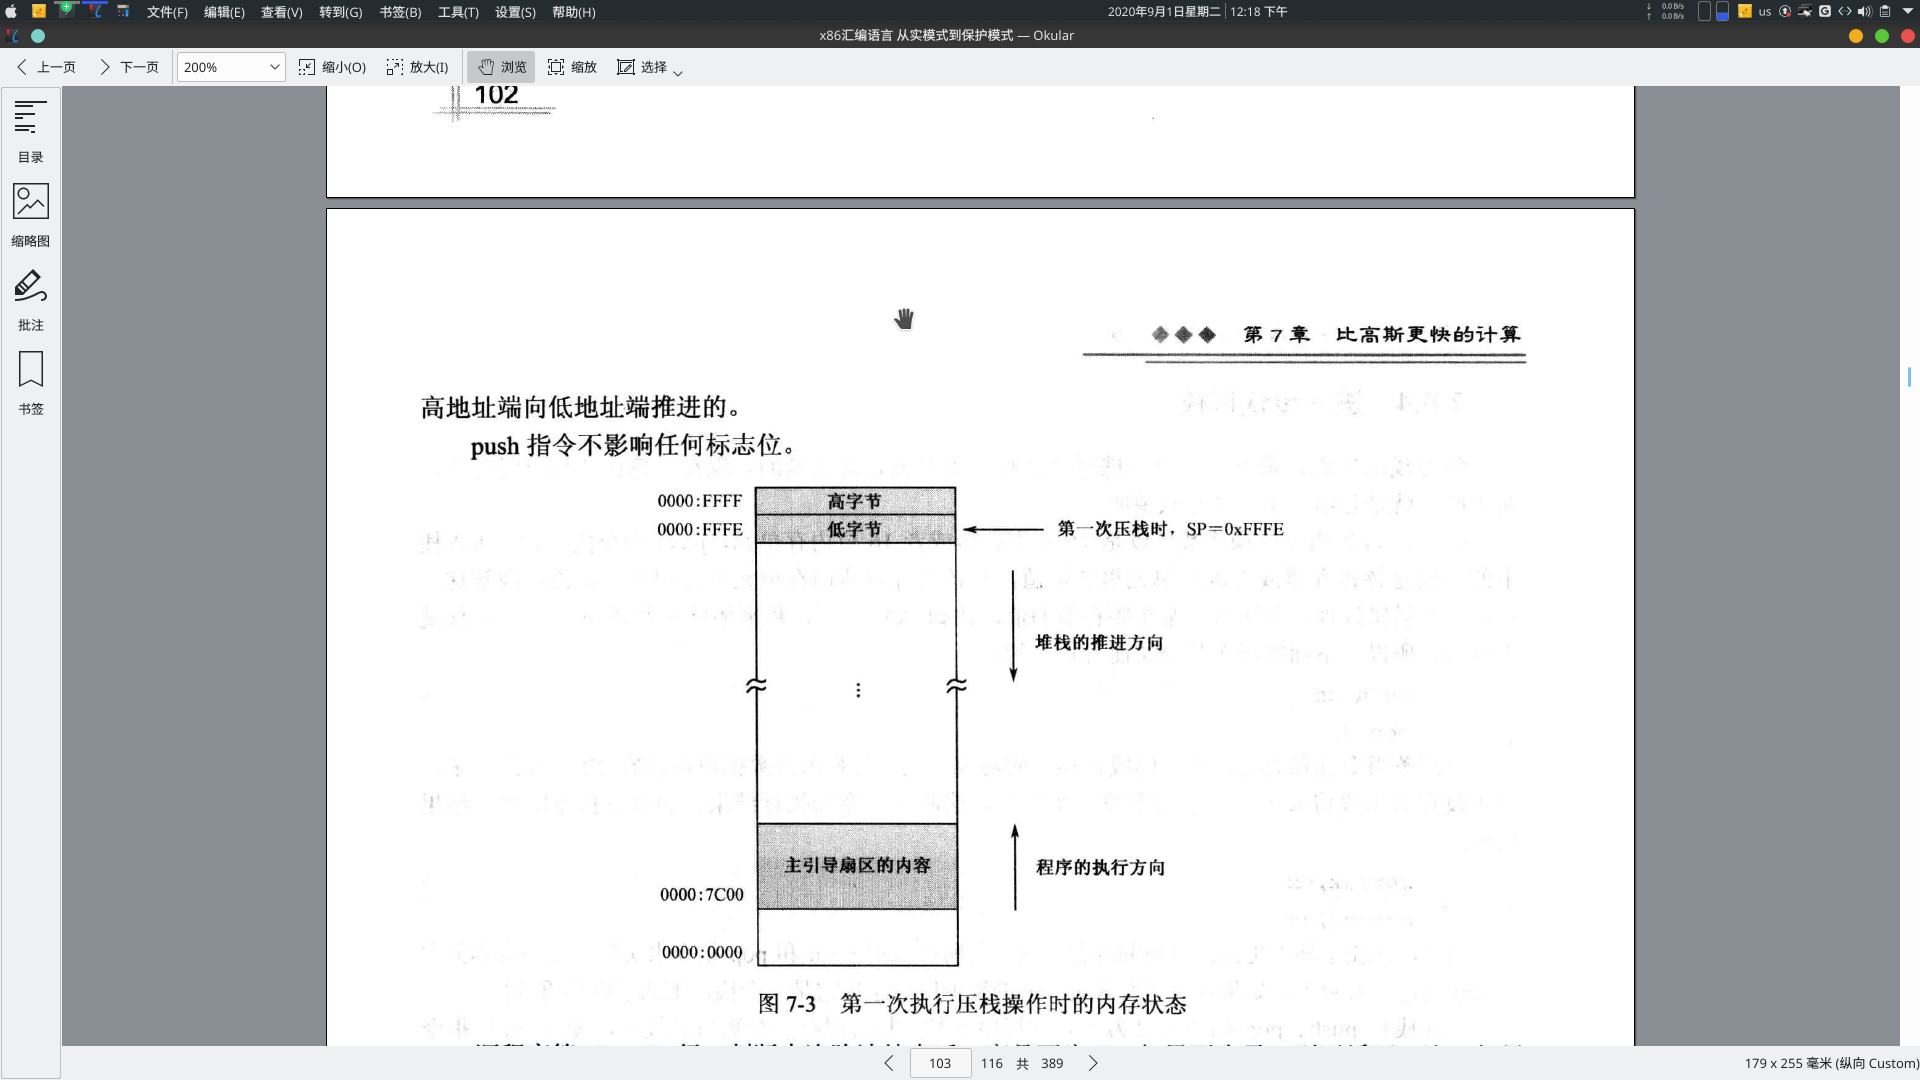 文件(F) 编辑(E) 查看(V) 转到(G) 书签(B) 工具(T) 设置(S) 帮助(H) 2020年9月1日星期二 12:18 下午 0.0 B/s 0.0 B/s us
x86汇编语言 从实模式到保护模式 — Okular
上一页 下一页 200% 缩小(O) 放大(I) 浏览 缩放 选择
目录
缩略图
批注
书签
102
第7章 比高斯更快的计算
高地址端向低地址端推进的。
push 指令不影响任何标志位。
0000:FFFF 高字节
0000:FFFE 低字节 第一次压栈时，SP=0xFFFE
堆栈的推进方向
主引导扇区的内容 程序的执行方向
0000:7C00
0000:0000
图 7-3 第一次执行压栈操作时的内存状态
103 116 共 389 179 x 255 毫米 (纵向 Custom)